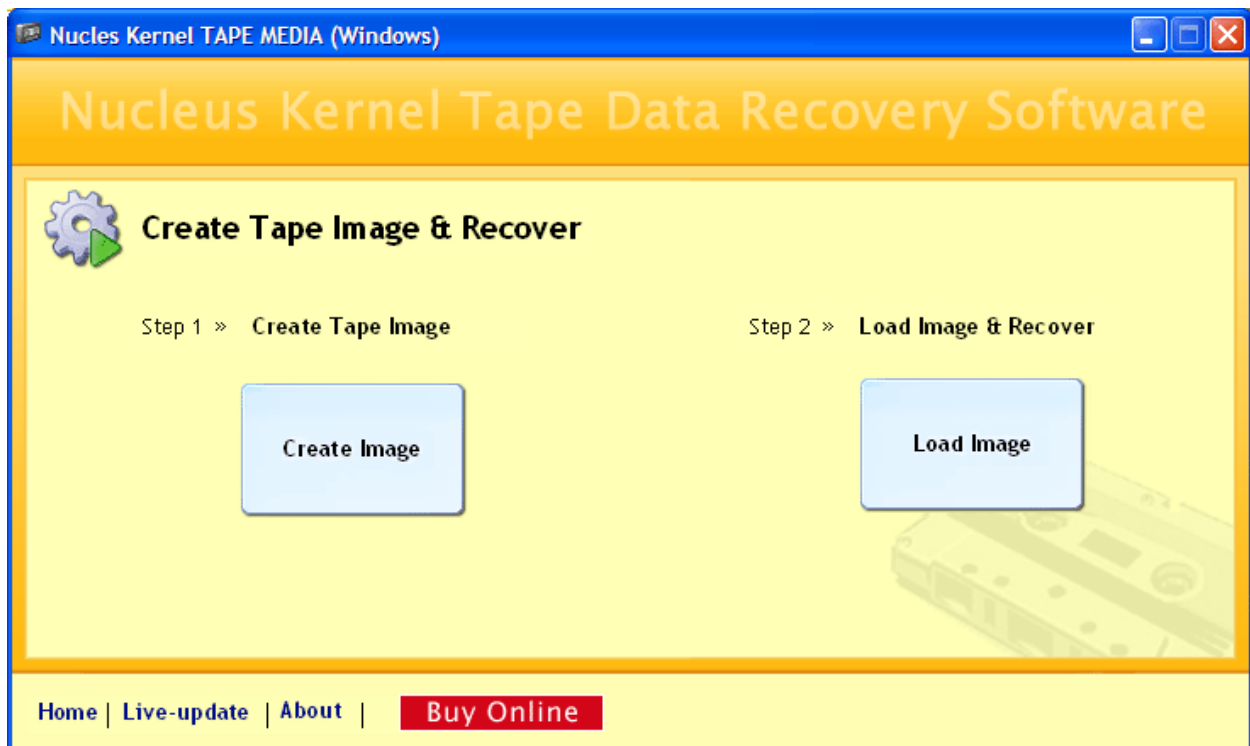 Nucles Kernel TAPE MEDIA (Windows)
Nucleus Kernel Tape Data Recovery Software
Create Tape Image & Recover
Step 1 » Create Tape Image
Step 2 » Load Image & Recover
Create Image
Load Image
Home | Live-update | About | Buy Online